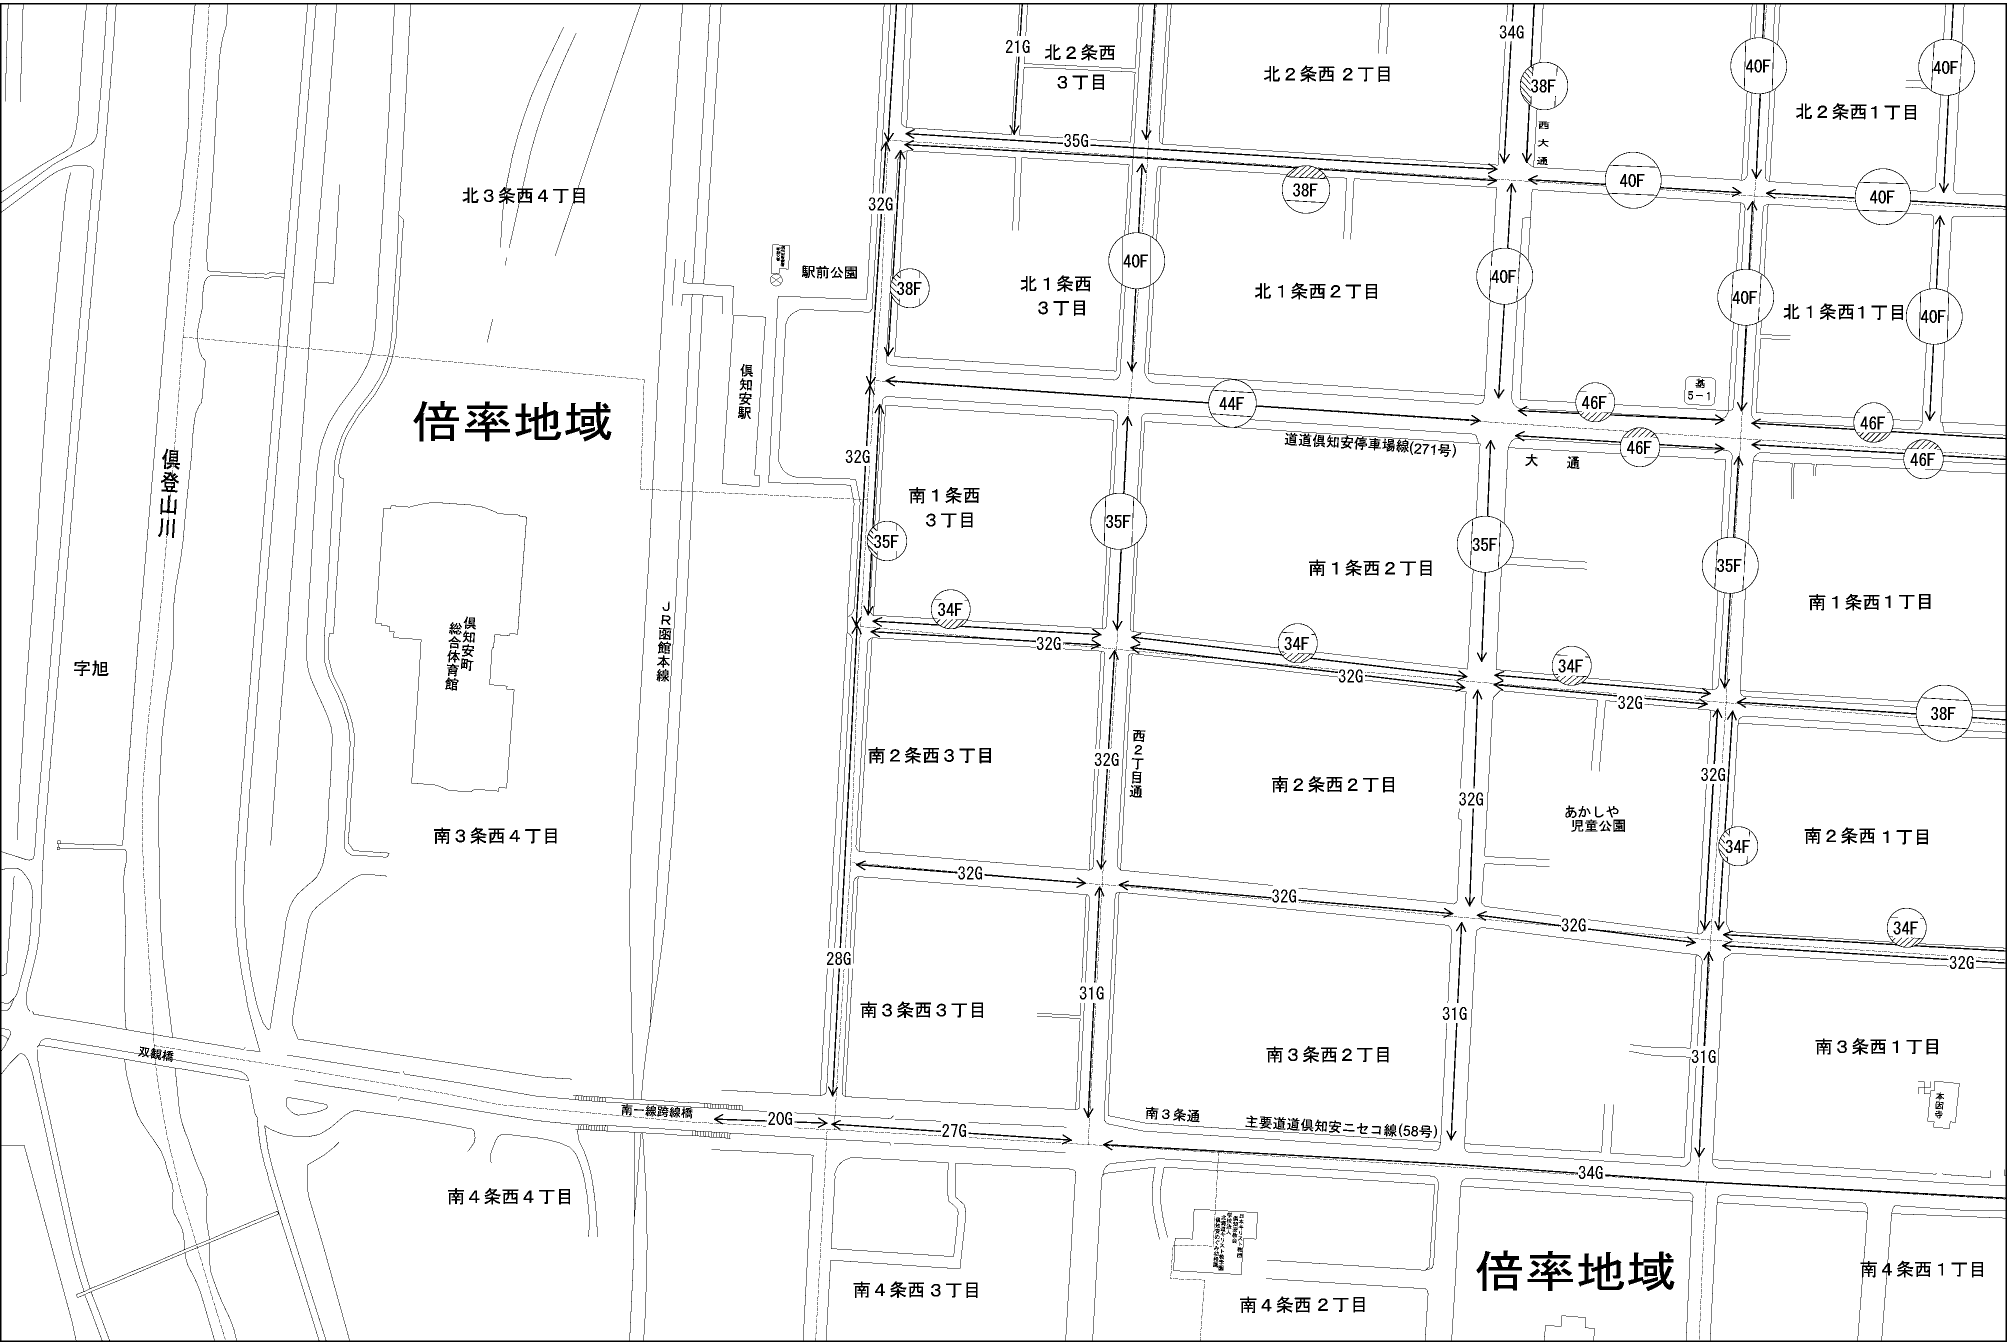 21G
北２条西
３丁目
北２条西２丁目
34G
38F
西大通
40F
40F
北２条西１丁目
35G
38F
40F
40F
北３条西４丁目
32G
駅前公園
38F
北１条西
３丁目
40F
北１条西２丁目
40F
40F
北１条西１丁目
40F
倶知安駅
倍率地域
44F
46F
基
5－1
46F
道道倶知安停車場線(271号)
46F
大通
46F
倶登山川
32G
南１条西
３丁目
35F
35F
35F
35F
南１条西２丁目
南１条西１丁目
34F
32G
34F
32G
34F
32G
38F
倶知安町
総合体育館
ＪＲ函館本線
字旭
南２条西３丁目
32G
西２丁目通
南２条西２丁目
32G
32G
あかしや
児童公園
34F
南２条西１丁目
南３条西４丁目
32G
32G
32G
34F
32G
28G
31G
31G
31G
南３条西３丁目
南３条西２丁目
南３条西１丁目
双観橋
南一線跨線橋
20G
27G
南３条通
主要道道倶知安ニセコ線(58号)
34G
本因寺
南４条西４丁目
南４条西３丁目
南４条西２丁目
倍率地域
南４条西１丁目